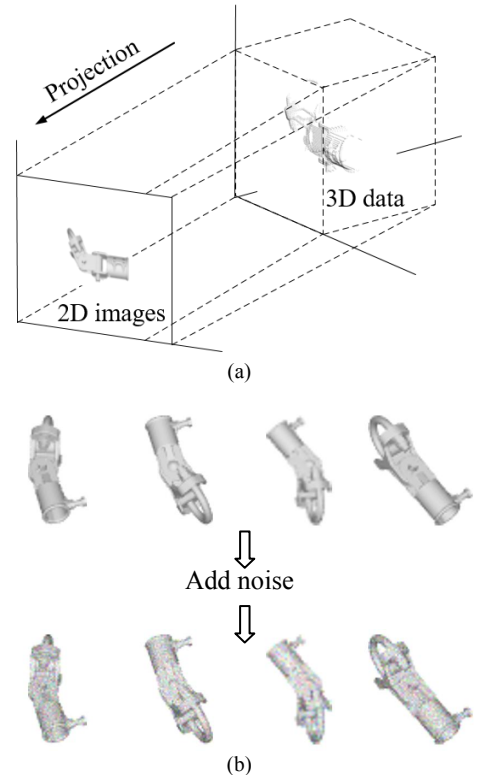 Projection
3D data
2D images
(a)
Add noise
(b)